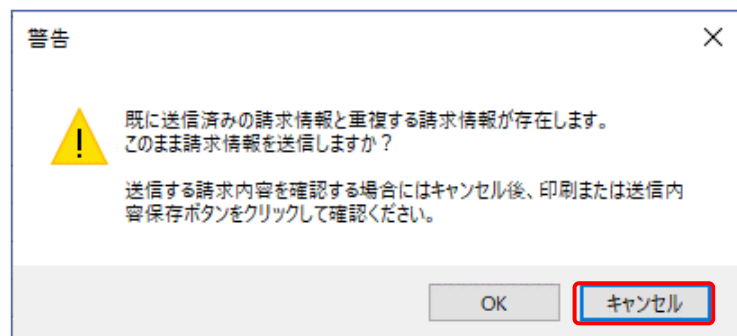 警告
既に送信済みの請求情報と重複する請求情報が存在します。
このまま請求情報を送信しますか？
送信する請求内容を確認する場合にはキャンセル後、印刷または送信内
容保存ボタンをクリックして確認ください。
OK
キャンセル